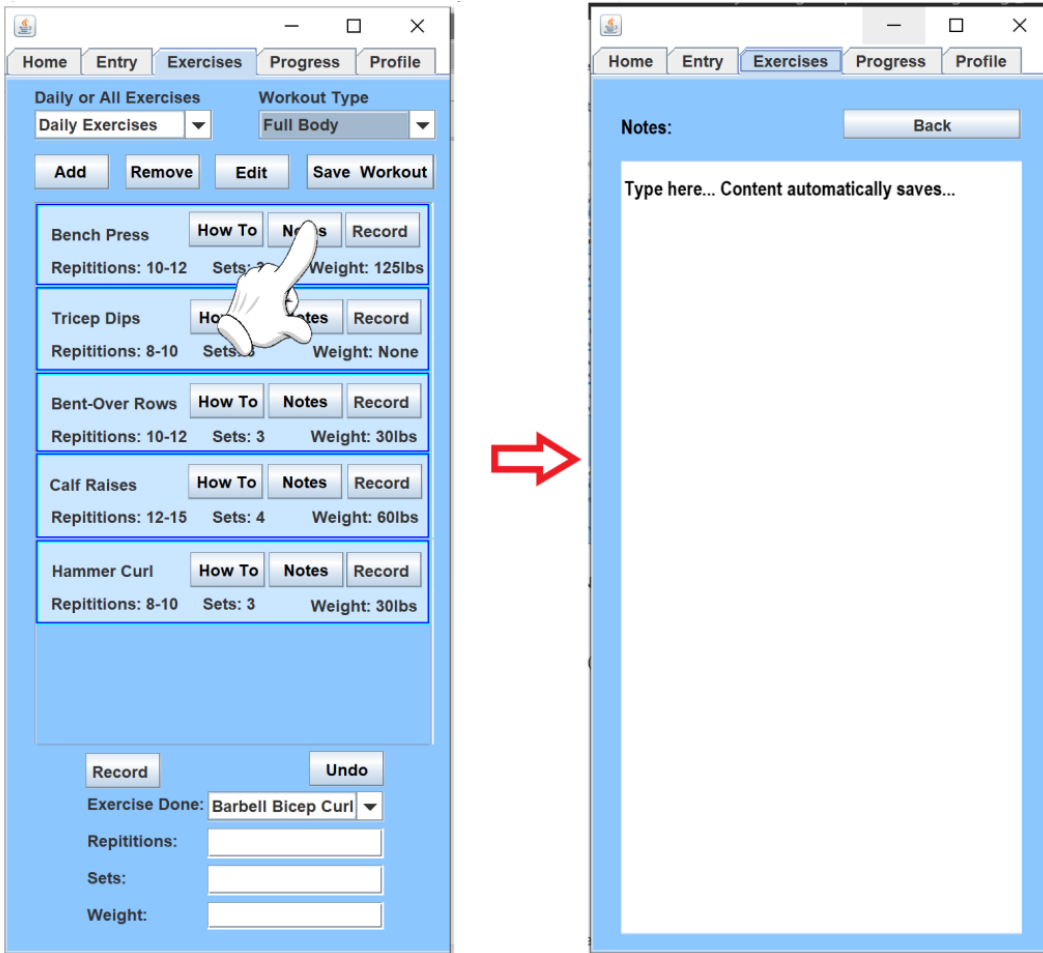 Home Entry Exercises Progress Profile
Daily or All Exercises Workout Type
Daily Exercises Full Body
Add Remove Edit Save Workout
Bench Press How To Record
Repititions: 10-12 Sets: Weight: 125lbs
Tricep Dips Record
Repititions: 8-10 Sets: Weight: None
Bent-Over Rows How To Notes Record
Repititions: 10-12 Sets: 3 Weight: 30lbs
Calf Raises How To Notes Record
Repititions: 12-15 Sets: 4 Weight: 60lbs
Hammer Curl How To Notes Record
Repititions: 8-10 Sets: 3 Weight: 30lbs
Record Undo
Exercise Done: Barbell Bicep Curl
Repititions:
Sets:
Weight:
Home Entry Exercises Progress Profile
Notes: Back
Type here... Content automatically saves...